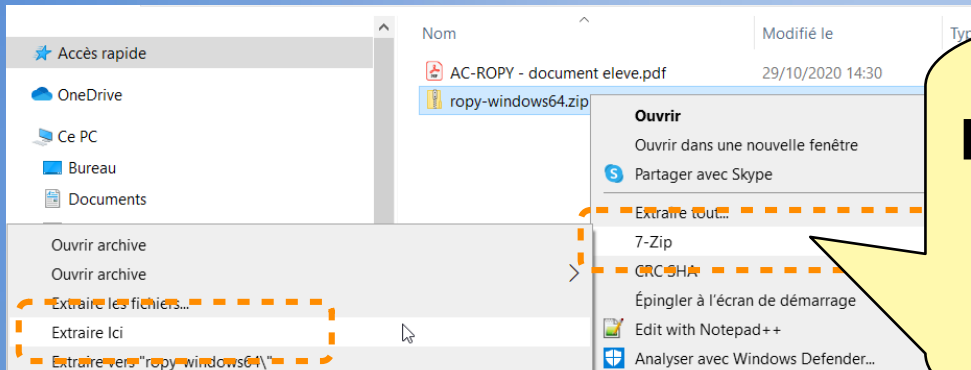 Nom
Modifié le
Accès rapide
AC-ROPY - document eleve.pdf
29/10/2020 14:30
OneDrive
ropy-windows64.zip
Ouvrir
Ce PC
Ouvrir dans une nouvelle fenêtre
Bureau
Partager avec Skype
Documents
Extraire tout...
7-Zip
CRC SHA
Épingler à l'écran de démarrage
Edit with Notepad++
Analyser avec Windows Defender...
Ouvrir archive
Ouvrir archive
Extraire les fichiers...
Extraire Ici
Extraire vers "ropy-windows64\"